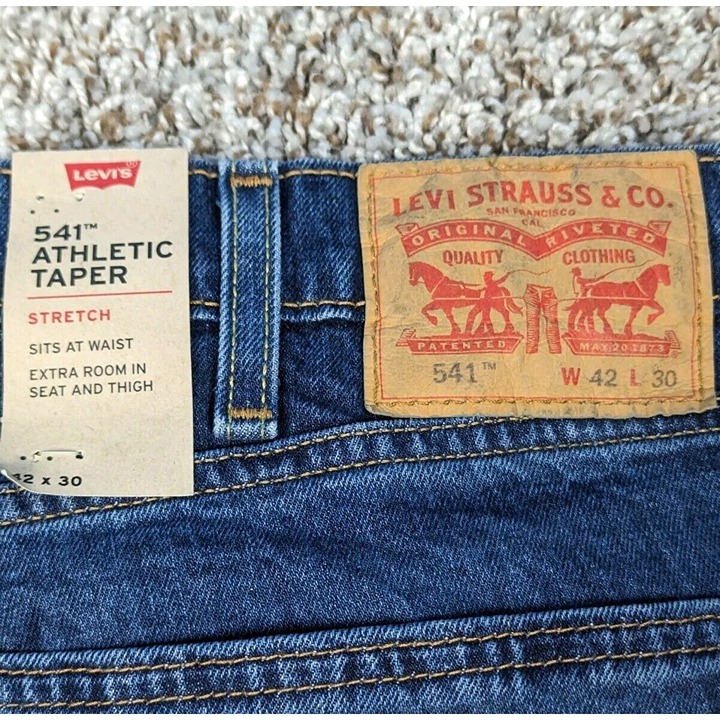 Levi's
541™
ATHLETIC
TAPER
STRETCH
SITS AT WAIST
EXTRA ROOM IN
SEAT AND THIGH
42 x 30
LEVI STRAUSS & CO.
SAN FRANCISCO
CAL
ORIGINAL RIVETED
QUALITY CLOTHING
PATENTED MAY 20 1873
541™ W 42 L 30